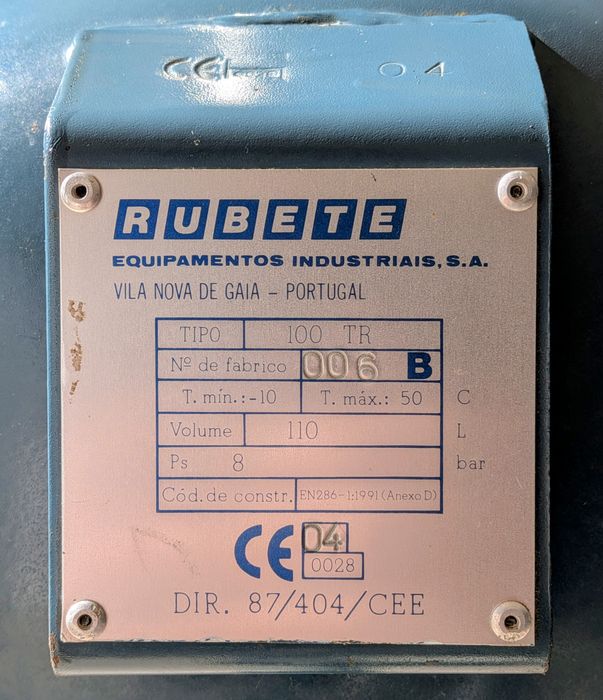 CE 04
RUBETE
EQUIPAMENTOS INDUSTRIAIS, S.A.
VILA NOVA DE GAIA – PORTUGAL
TIPO 100 TR
Nº de fabrico 006 B
T. mín.:-10 T. máx.: 50 C
Volume 110 L
Ps 8 bar
Cód. de constr. EN286-1:1991 (Anexo D)
CE 04
0028
DIR. 87/404/CEE